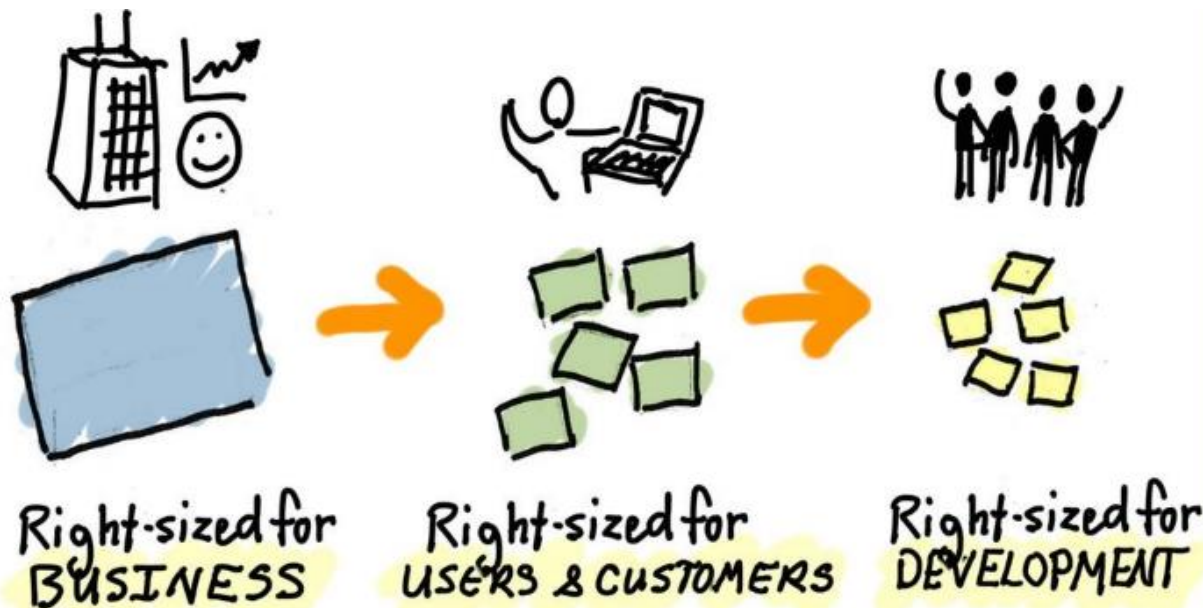 Right-sized for
BUSINESS
Right-sized for
USERS & CUSTOMERS
Right-sized for
DEVELOPMENT